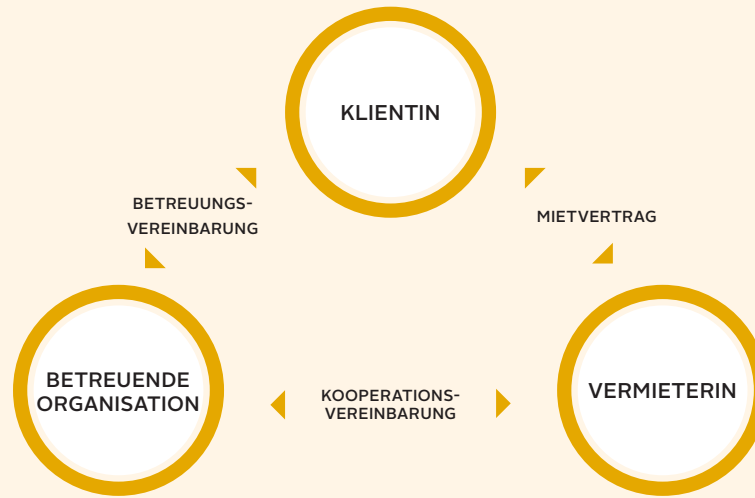 KLIENTIN
BETREUUNGS-
VEREINBARUNG
MIETVERTRAG
BETREUENDE
ORGANISATION
KOOPERATIONS-
VEREINBARUNG
VERMIETERIN